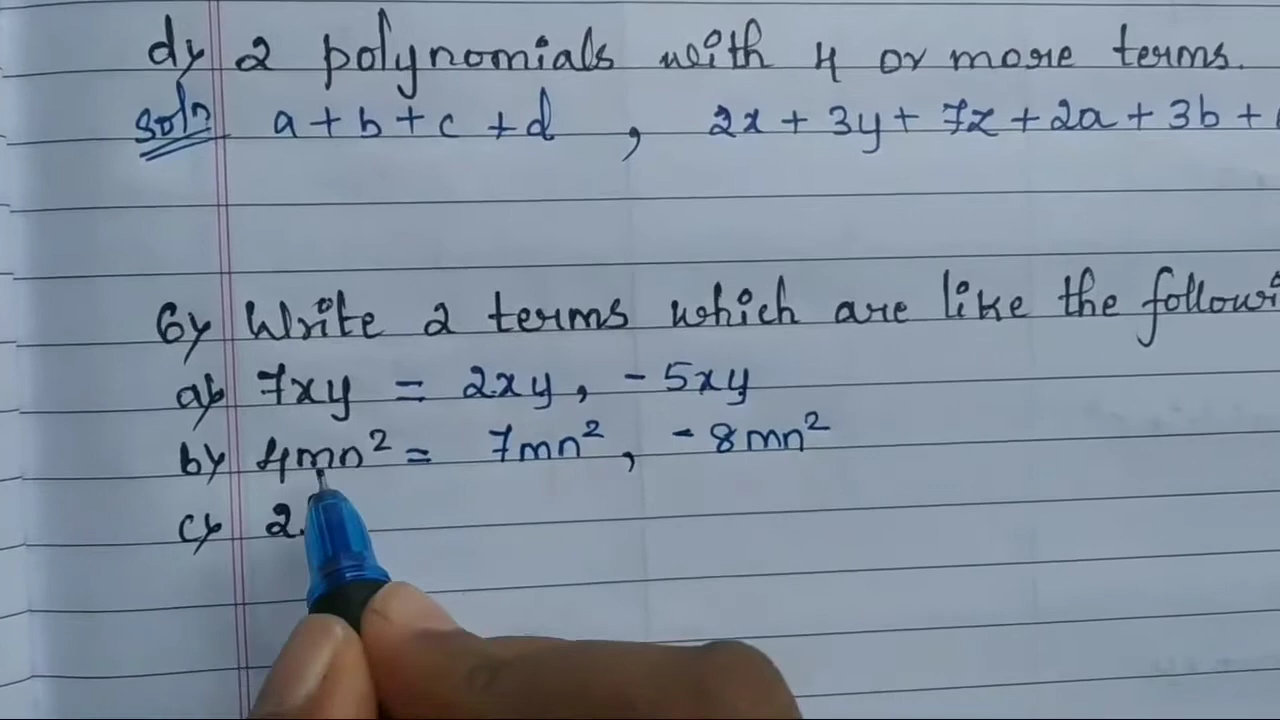 d) 2 polynomials with 4 or more terms.
Soln a + b + c + d , 2x + 3y + 7z + 2a + 3b +
6) Write 2 terms which are like the
a) 7xy = 2xy, - 5xy
b) 4mn² = 7mn², - 8mn²
c) 2